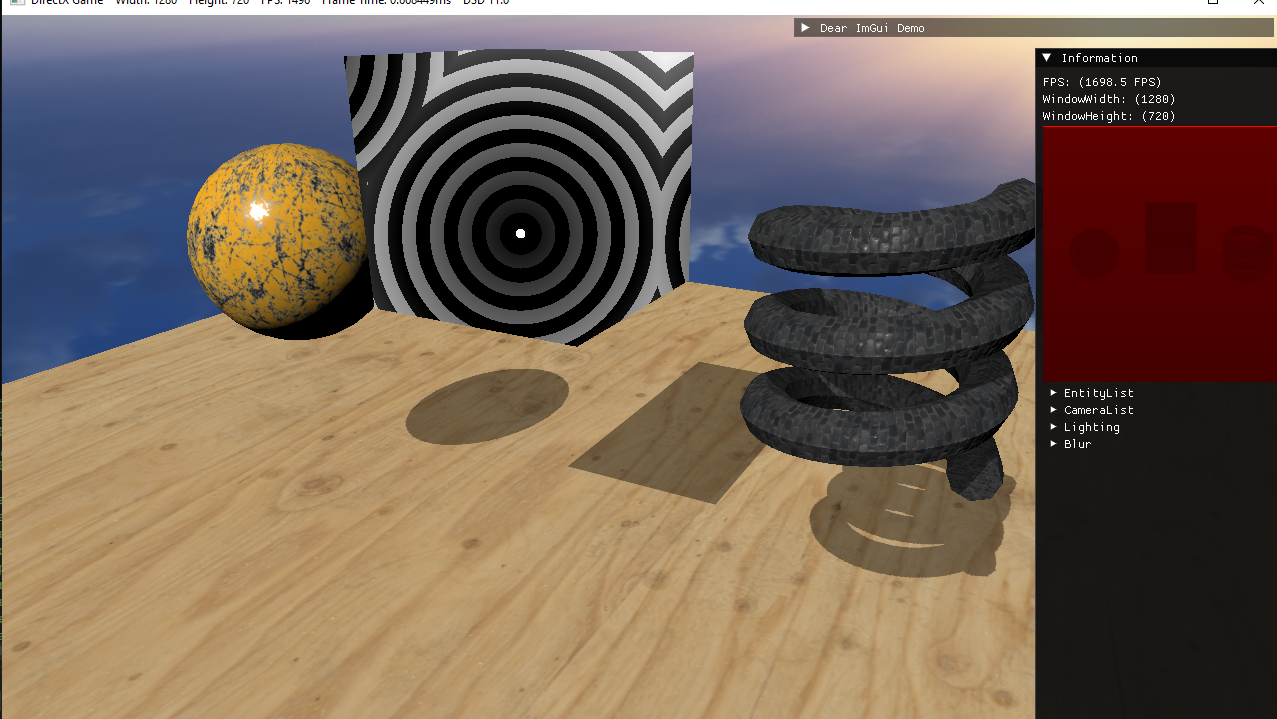 DirectX Game Width: 1280 Height: 720 FPS: 1490 Frame Time: 0.668449ms D3D 11.0
Dear ImGui Demo
Information
FPS: (1698.5 FPS)
WindowWidth: (1280)
WindowHeight: (720)
EntityList
CameraList
Lighting
Blur